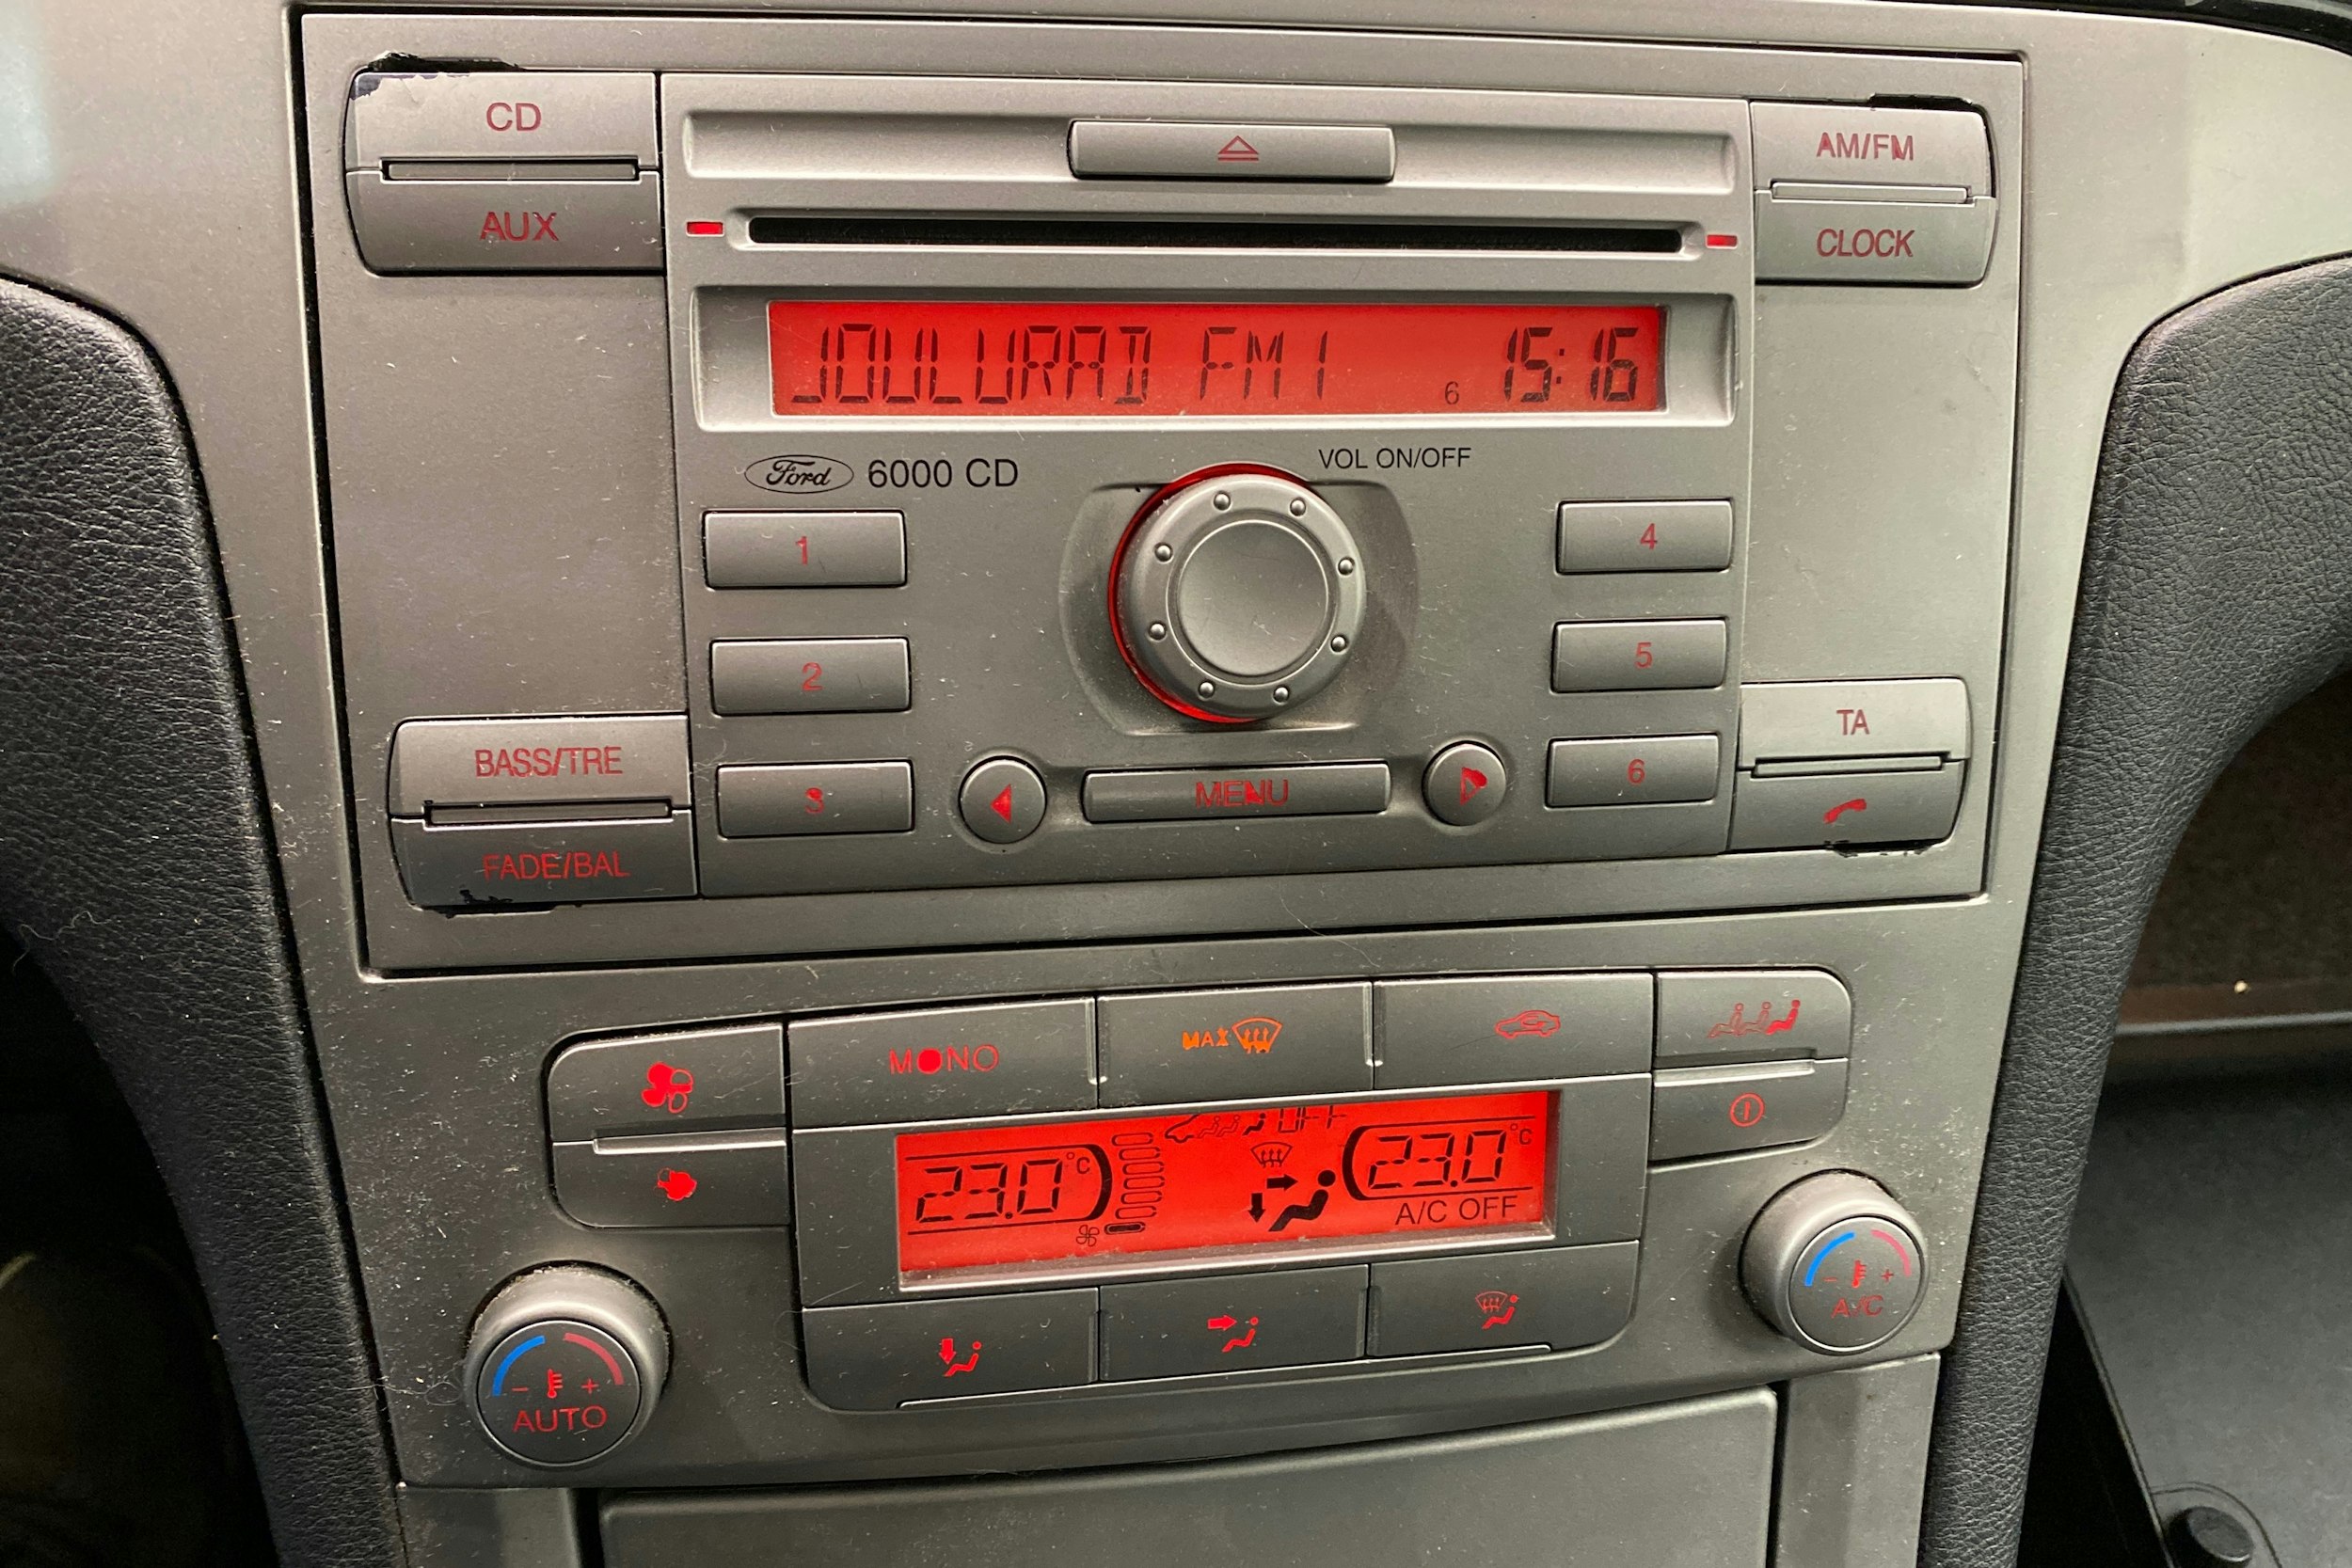 CD
AUX
AM/FM
CLOCK
JOULURAD FM1 6 15:16
Ford 6000 CD
VOL ON/OFF
1
4
2
5
3
6
BASS/TRE
FADE/BAL
MENU
TA
MONO
MAX
OFF
23.0°C
23.0°C
A/C OFF
- +
AUTO
- +
A/C